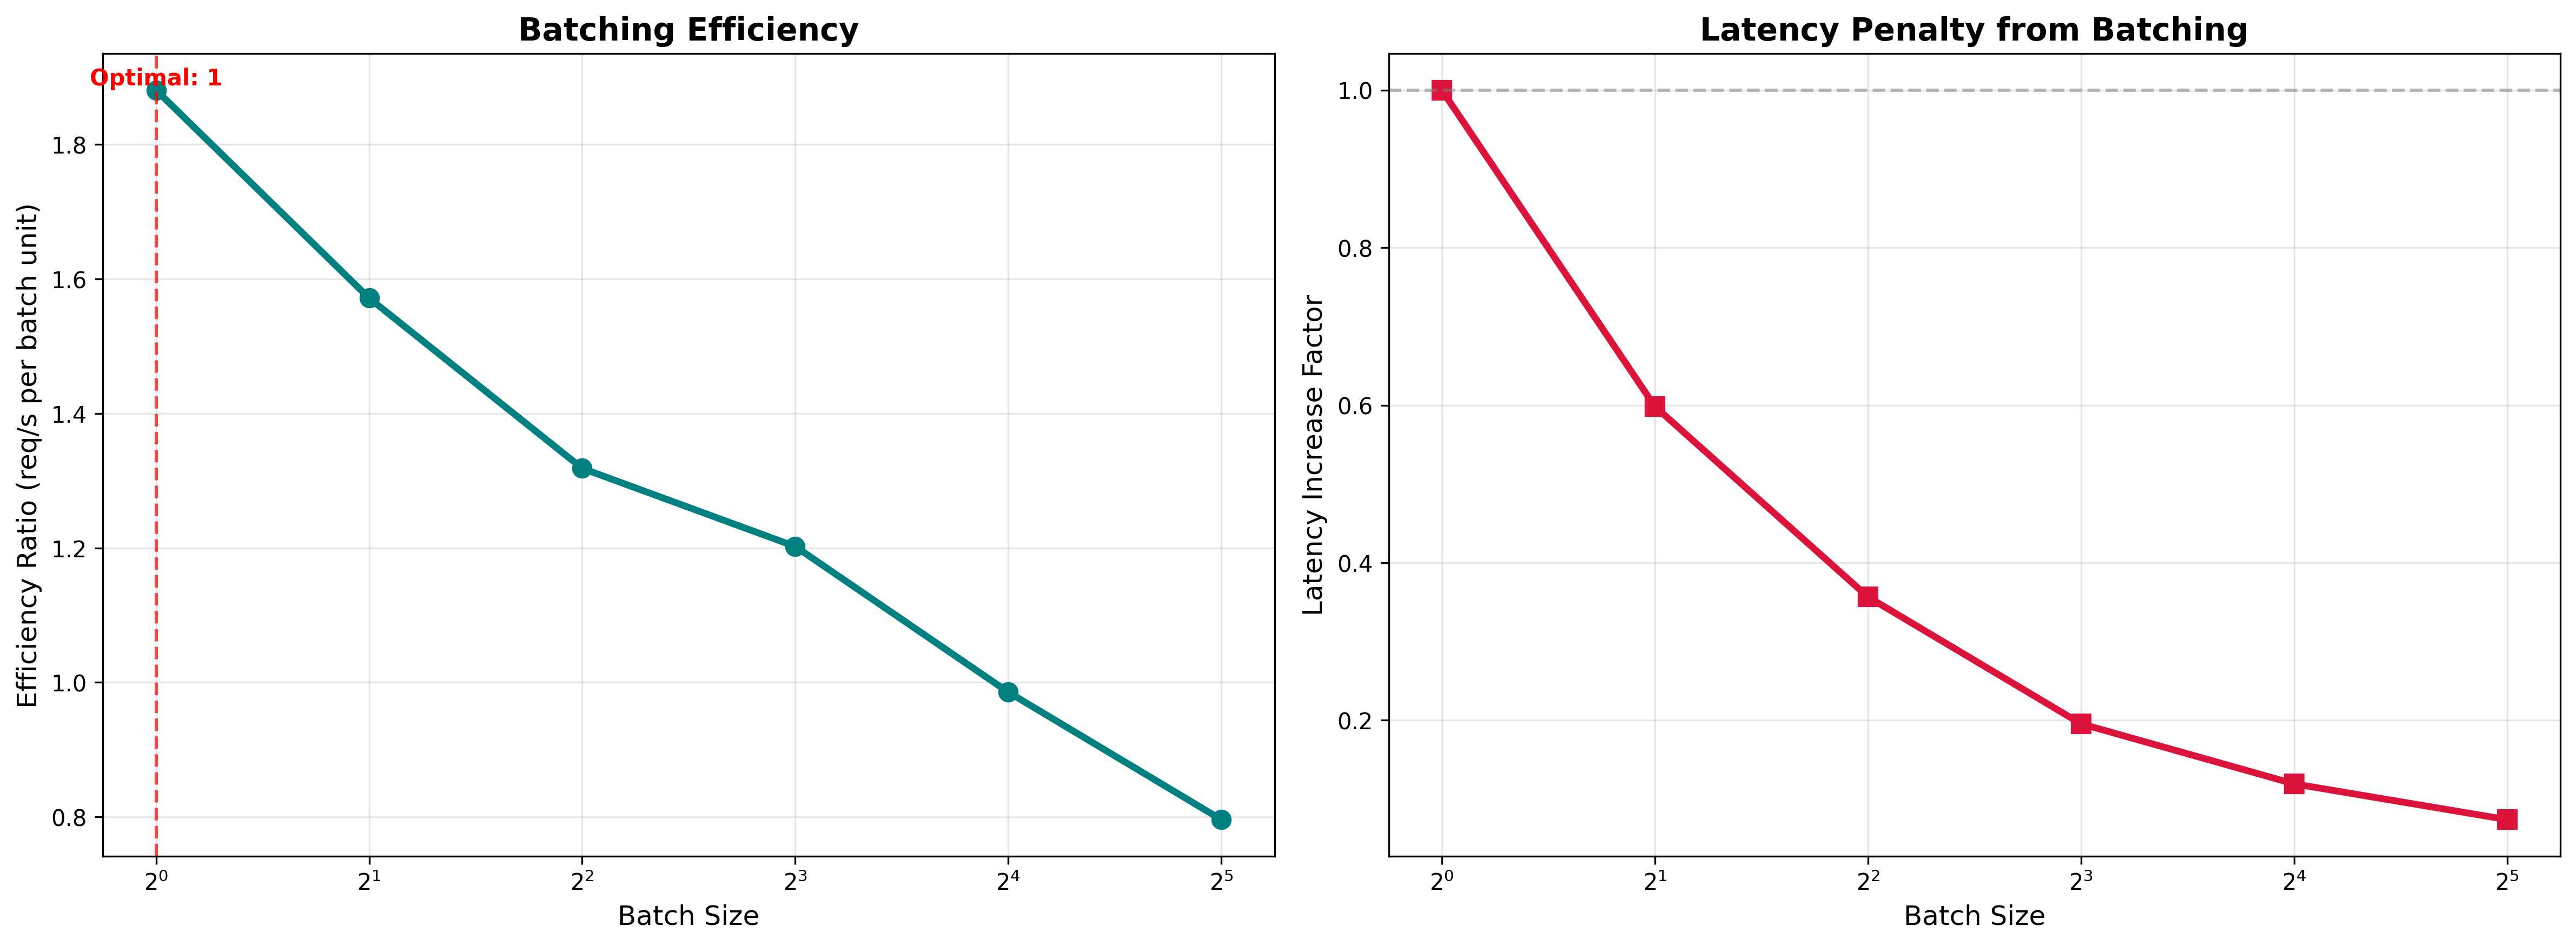 Batching Efficiency
Optimal: 1
Efficiency Ratio (req/s per batch unit)
1.8
1.6
1.4
1.2
1.0
0.8
2⁰ 2¹ 2² 2³ 2⁴ 2⁵
Batch Size
Latency Penalty from Batching
Latency Increase Factor
1.0
0.8
0.6
0.4
0.2
2⁰ 2¹ 2² 2³ 2⁴ 2⁵
Batch Size